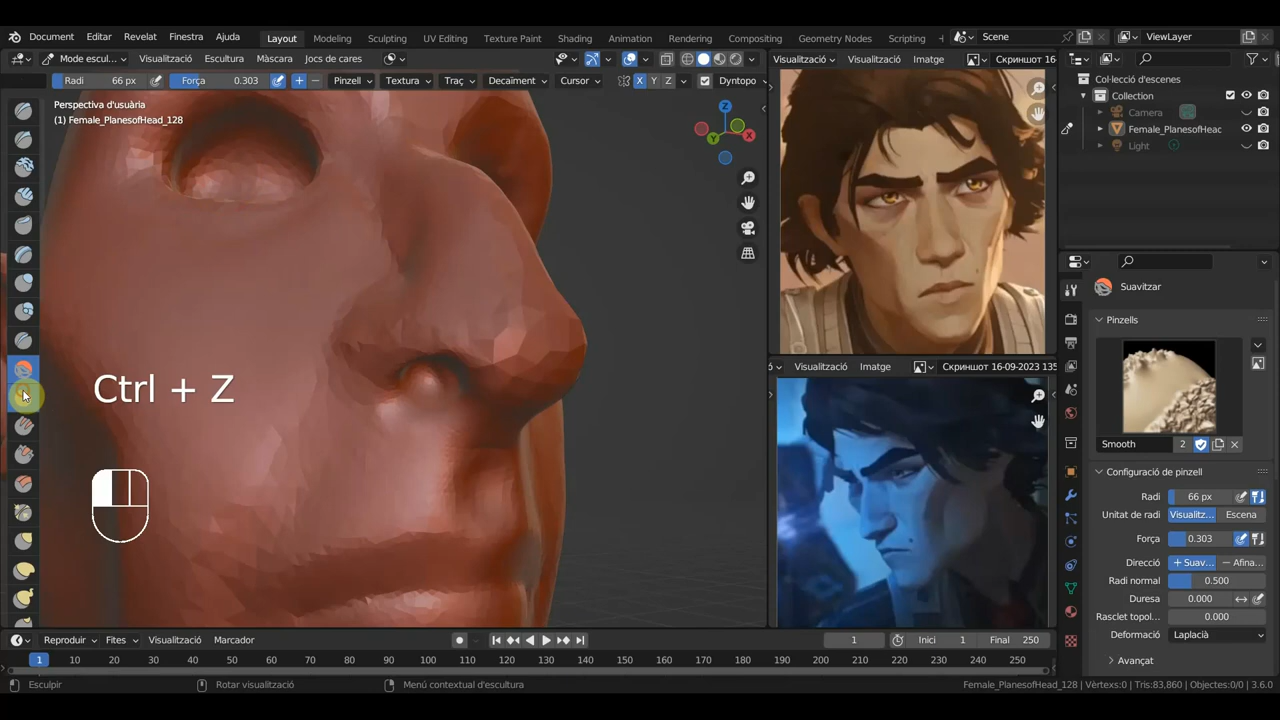 Document Editar Revelat Finestra Ajuda Layout Modeling Sculpting UV Editing Texture Paint Shading Animation Rendering Compositing Geometry Nodes Scripting + Scene ViewLayer
Mode escul... Visualització Escultura Màscara Jocs de cares
Radi 66 px Força 0.303 + − Pinzell Textura Traç Decaïment Cursor X Y Z Dyntopo
Perspectiva d'usuària
(1) Female_PlanesofHead_128
Z
X
Y
Ctrl + Z
Visualització Visualització Imatge Скриншот 16
Visualització Imatge Скриншот 16-09-2023 135
Col·lecció d'escenes
Collection
Camera
Female_PlanesofHeac
Light
Suavitzar
Pinzells
Smooth 2
Configuració de pinzell
Radi 66 px
Unitat de radi Visualitz... Escena
Força 0.303
Direcció + Suav... − Afina...
Radi normal 0.500
Duresa 0.000
Rasclet topol... 0.000
Deformació Laplacià
Avançat
Reproduir Fites Visualització Marcador 1 Inici 1 Final 250
1 10 20 30 40 50 60 70 80 90 100 110 120 130 140 150 160 170 180 190 200 210 220 230 240 250
Esculpir Rotar visualització Menú contextual d'escultura Female_PlanesofHead_128 | Vèrtexs:0 | Tris:83,860 | Objectes:0/0 | 3.6.0